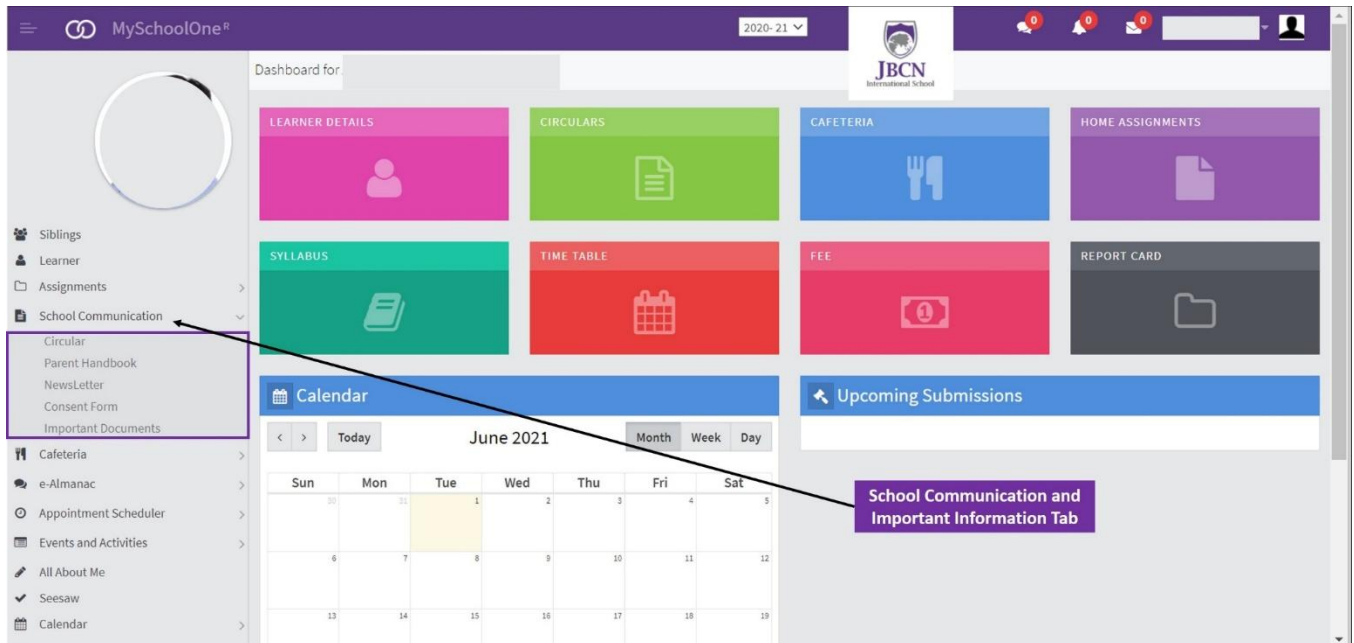 MySchoolOne R
2020- 21
0
0
0
JBCN
International School
Dashboard for
LEARNER DETAILS
CIRCULARS
CAFETERIA
HOME ASSIGNMENTS
SYLLABUS
TIME TABLE
FEE
REPORT CARD
Siblings
Learner
Assignments
School Communication
Circular
Parent Handbook
NewsLetter
Consent Form
Important Documents
Cafeteria
e-Almanac
Appointment Scheduler
Events and Activities
All About Me
Seesaw
Calendar
Calendar
Upcoming Submissions
< > Today June 2021 Month Week Day
Sun Mon Tue Wed Thu Fri Sat
30 31 1 2 3 4 5
6 7 8 9 10 11 12
13 14 15 16 17 18 19
School Communication and
Important Information Tab